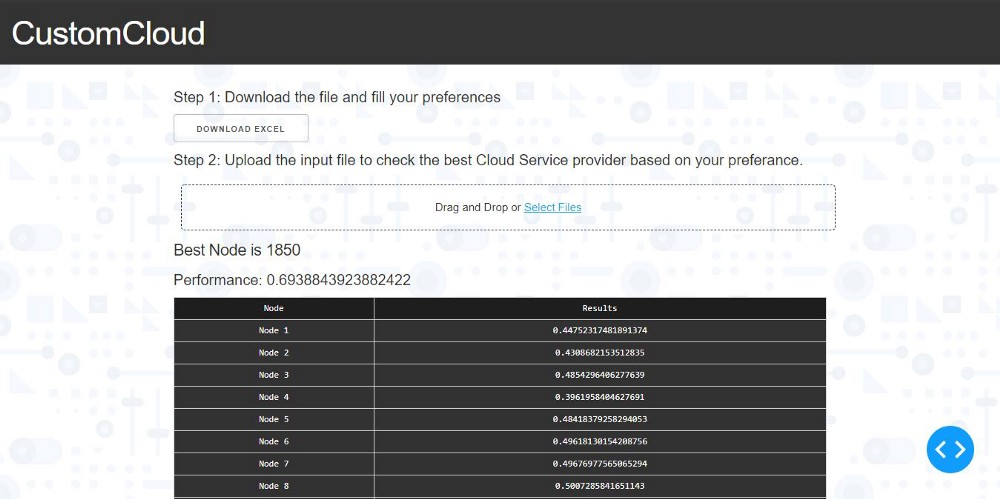 CustomCloud
Step 1: Download the file and fill your preferences
DOWNLOAD EXCEL
Step 2: Upload the input file to check the best Cloud Service provider based on your preferance.
Drag and Drop or Select Files
Best Node is 1850
Performance: 0.6938843923882422
Node Results
Node 1 0.44752317481891374
Node 2 0.4308682153512835
Node 3 0.4854296406277639
Node 4 0.3961958404627691
Node 5 0.48418379258294053
Node 6 0.49618130154208756
Node 7 0.49676977565065294
Node 8 0.5007285841651143